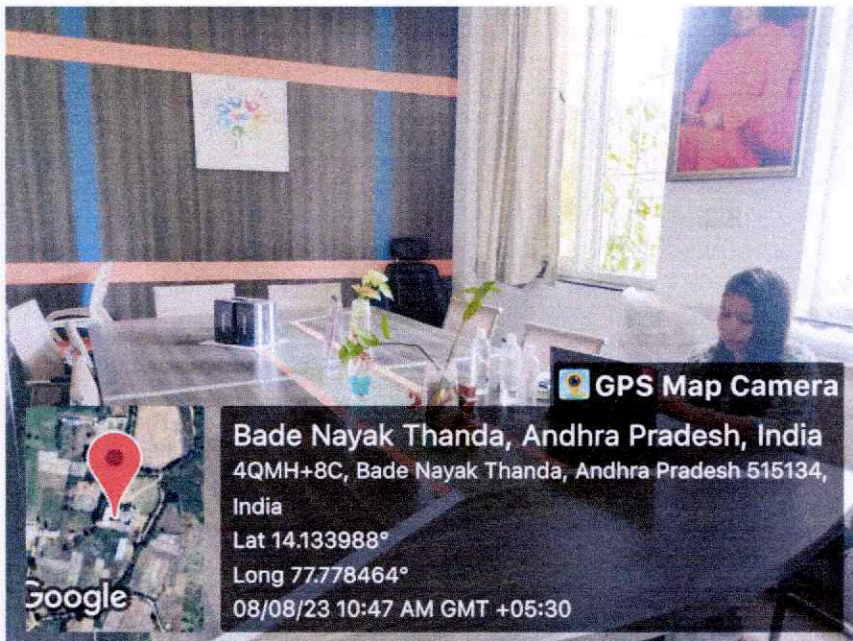 GPS Map Camera
Bade Nayak Thanda, Andhra Pradesh, India
4QMH+8C, Bade Nayak Thanda, Andhra Pradesh 515134,
India
Lat 14.133988°
Long 77.778464°
08/08/23 10:47 AM GMT +05:30
Google